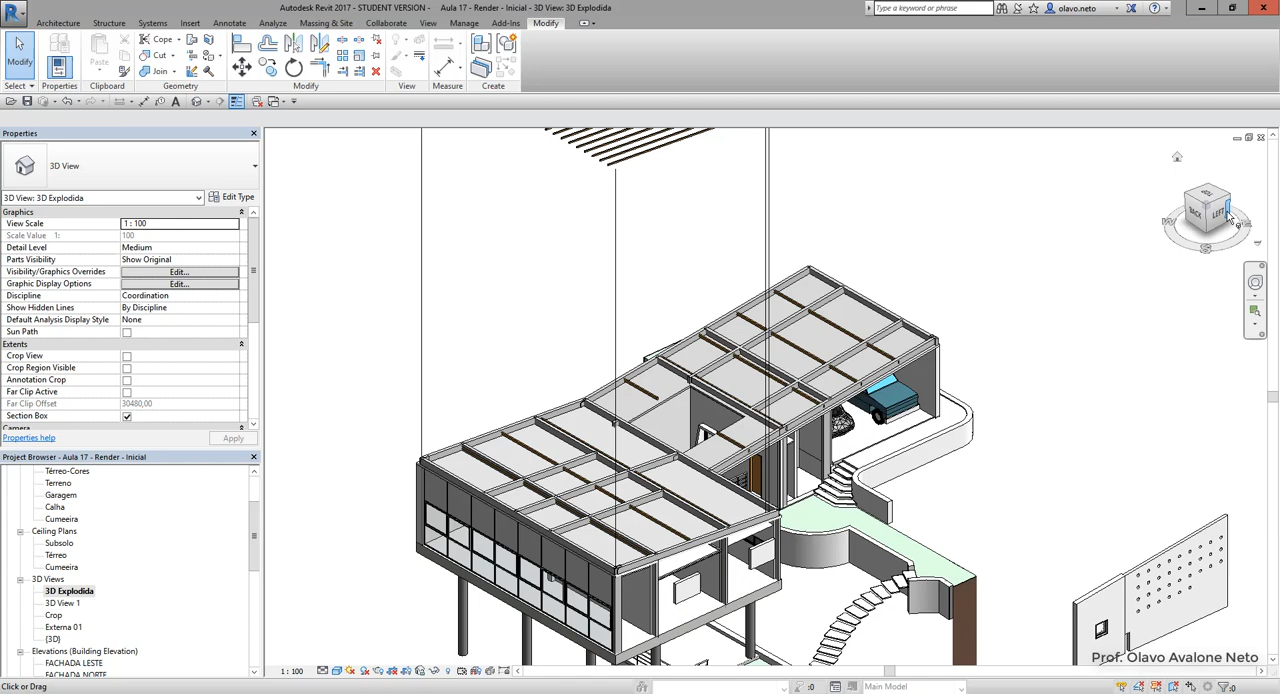 Autodesk Revit 2017 - STUDENT VERSION - Aula 17 - Render - Inicial - 3D View: 3D Explodida
Type a keyword or phrase
olavo.neto
Architecture Structure Systems Insert Annotate Analyze Massing & Site Collaborate View Manage Add-Ins Modify
Modify
Paste
Cope
Cut
Join
Select Properties Clipboard Geometry Modify View Measure Create
Properties
3D View
3D View: 3D Explodida
Edit Type
Graphics
View Scale 1 : 100
Scale Value 1: 100
Detail Level Medium
Parts Visibility Show Original
Visibility/Graphics Overrides Edit...
Graphic Display Options Edit...
Discipline Coordination
Show Hidden Lines By Discipline
Default Analysis Display Style None
Sun Path
Extents
Crop View
Crop Region Visible
Annotation Crop
Far Clip Active
Far Clip Offset 30480,00
Section Box
Camera
Properties help
Apply
Project Browser - Aula 17 - Render - Inicial
Térreo-Cores
Terreno
Garagem
Calha
Cumeeira
Ceiling Plans
Subsolo
Térreo
Cumeeira
3D Views
3D Explodida
3D View 1
Crop
Externa 01
{3D}
Elevations (Building Elevation)
FACHADA LESTE
FACHADA NORTE
TOP
BACK
LEFT
S
1 : 100
Prof. Olavo Avalone Neto
Click or Drag
:0
Main Model
:0